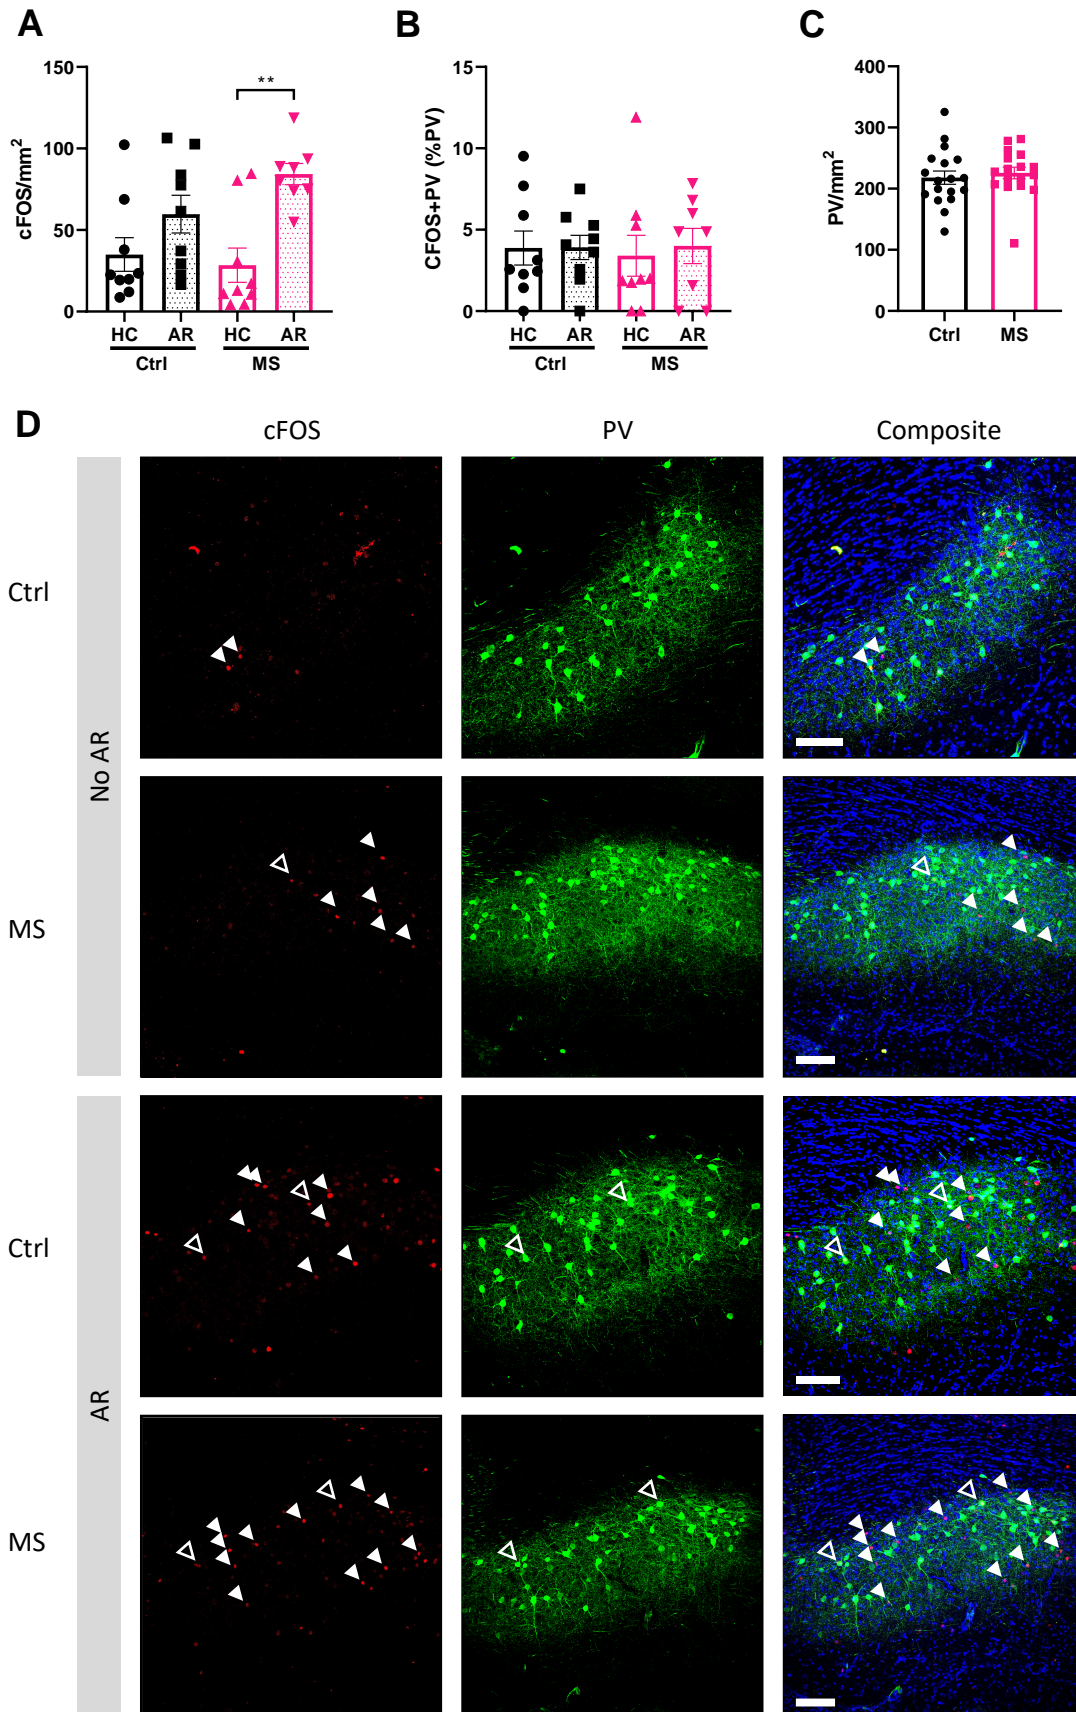 A
B
C
150
100
50
0
cFOS/mm²
**
HC AR HC AR
Ctrl MS
15
10
5
0
CFOS+PV (%PV)
HC AR HC AR
Ctrl MS
400
300
200
100
0
PV/mm²
Ctrl MS
D
cFOS PV Composite
No AR
Ctrl
MS
AR
Ctrl
MS